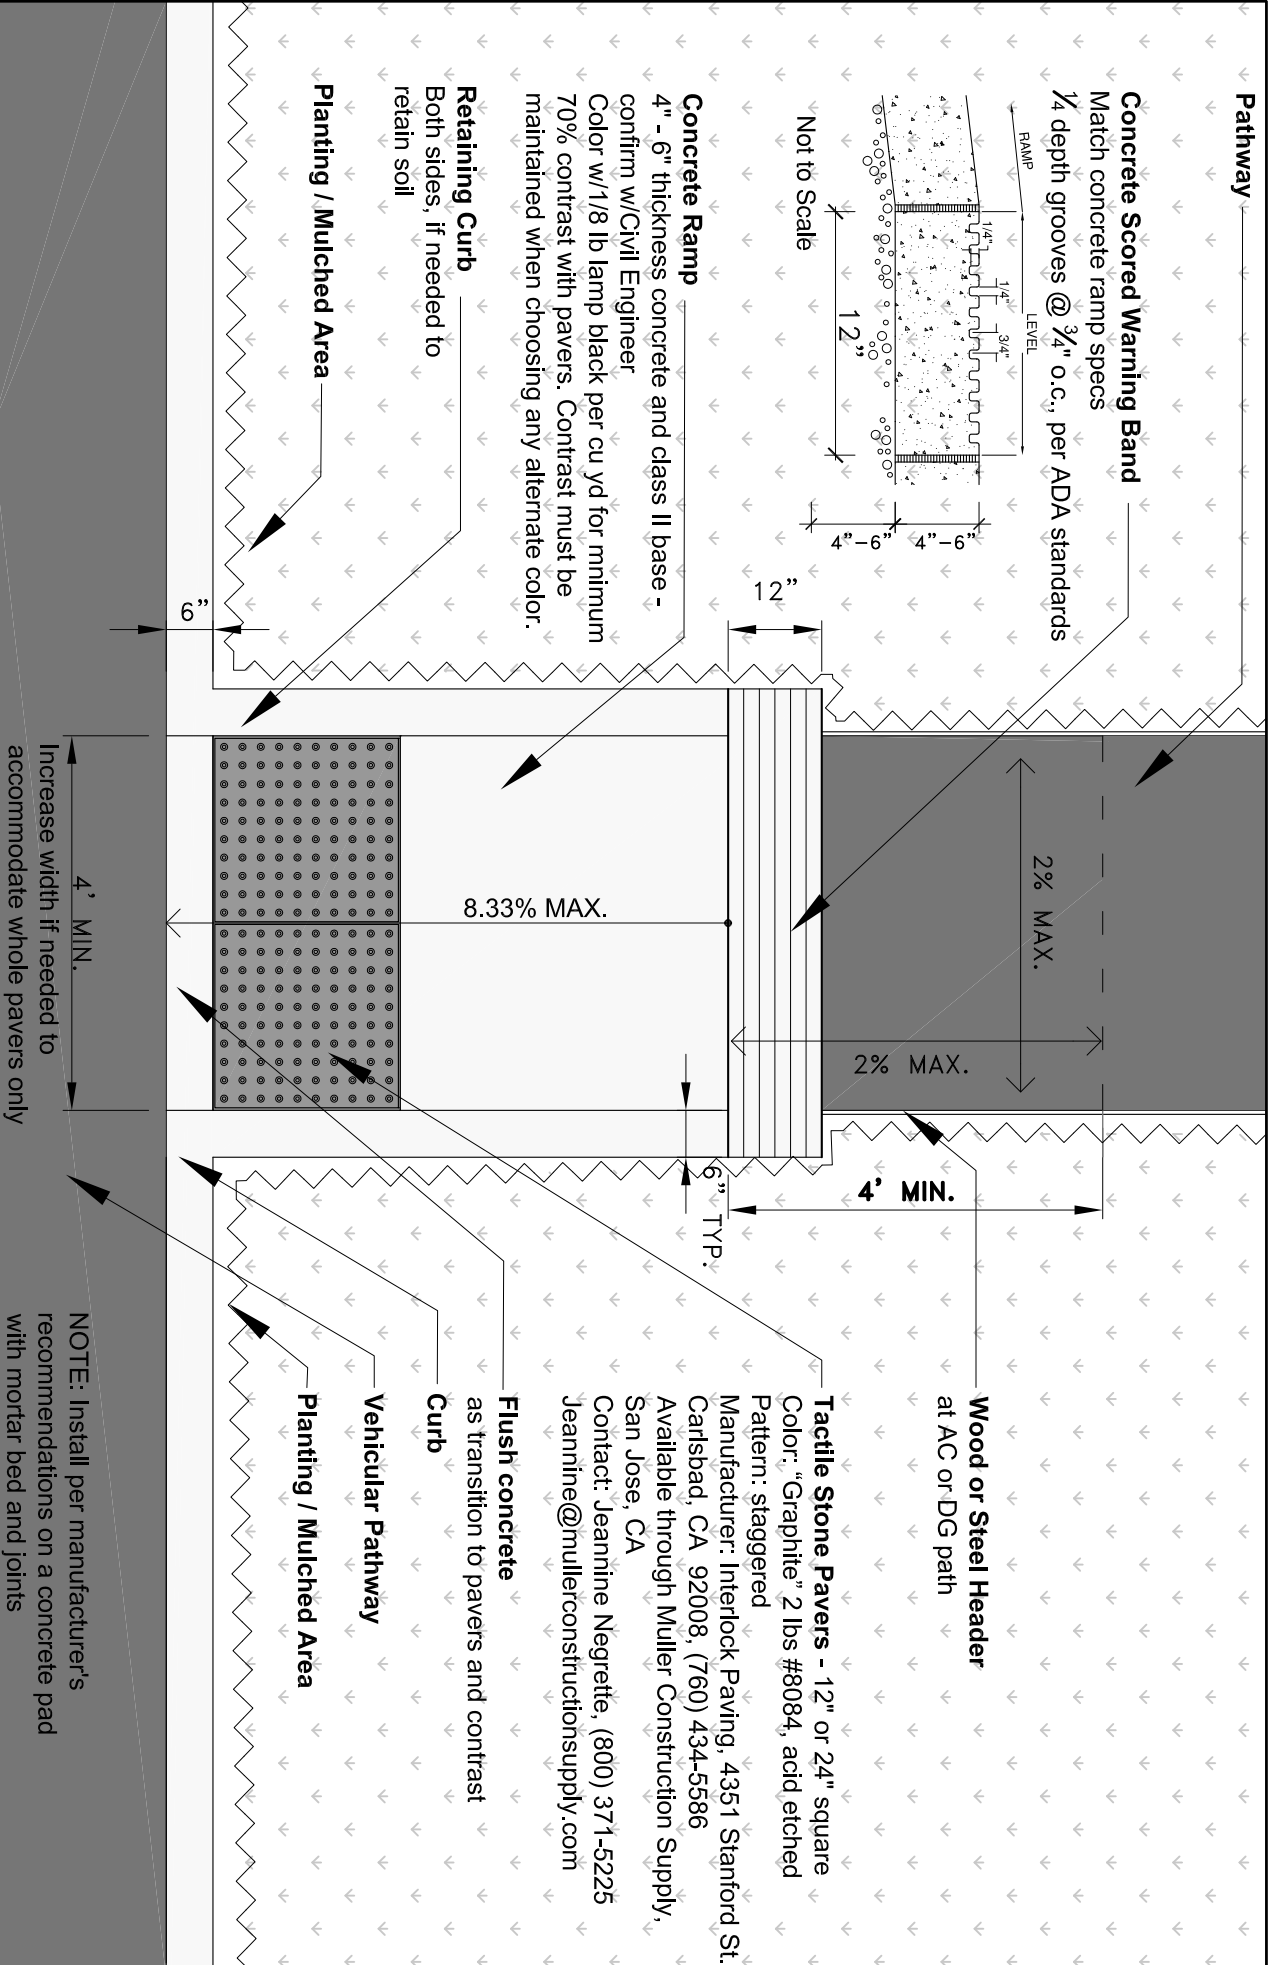 Pathway
Concrete Scored Warning Band
Match concrete ramp specs
1/4 depth grooves @ 3/4" o.c., per ADA standards
RAMP
LEVEL
1/4"
1/4"
3/4"
12"
4"-6"
4"-6"
Not to Scale
Concrete Ramp
4" - 6" thickness concrete and class II base -
confirm w/Civil Engineer
Color w/1/8 lb lamp black per cu yd for mnimum
70% contrast with pavers. Contrast must be
maintained when choosing any alternate color.
Retaining Curb
Both sides, if needed to
retain soil
Planting / Mulched Area
12"
6"
2% MAX.
2% MAX.
8.33% MAX.
4' MIN.
6" TYP.
4' MIN.
Increase width if needed to
accommodate whole pavers only
Wood or Steel Header
at AC or DG path
Tactile Stone Pavers - 12" or 24" square
Color: “Graphite” 2 lbs #8084, acid etched
Pattern: staggered
Manufacturer: Interlock Paving, 4351 Stanford St.
Carlsbad, CA 92008, (760) 434-5586
Available through Muller Construction Supply,
San Jose, CA
Contact: Jeannine Negrette, (800) 371-5225
Jeannine@mullerconstructionsupply.com
Flush concrete
as transition to pavers and contrast
Curb
Vehicular Pathway
Planting / Mulched Area
NOTE: Install per manufacturer's
recommendations on a concrete pad
with mortar bed and joints